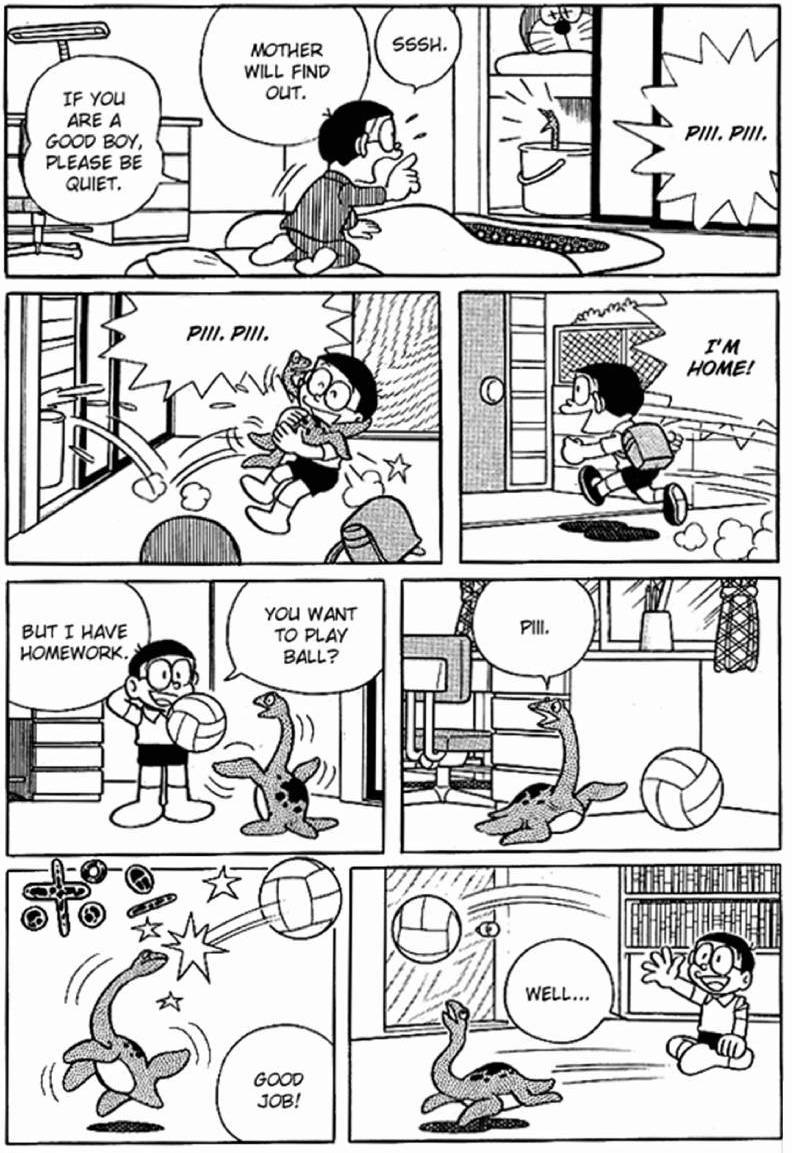 PIII. PIII.
SSSH.
MOTHER
WILL FIND
OUT.
IF YOU
ARE A
GOOD BOY,
PLEASE BE
QUIET.
I'M
HOME!
PIII. PIII.
PIII.
YOU WANT
TO PLAY
BALL?
BUT I HAVE
HOMEWORK.
WELL...
GOOD
JOB!